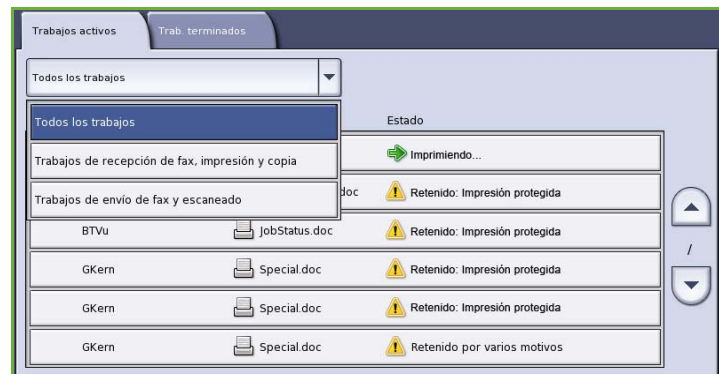 Trabajos activos Trab. terminados
Todos los trabajos
Todos los trabajos
Estado
Trabajos de recepción de fax, impresión y copia
Imprimiendo...
Trabajos de envío de fax y escaneado
doc Retenido: Impresión protegida
BTVu JobStatus.doc Retenido: Impresión protegida
/
GKern Special.doc Retenido: Impresión protegida
GKern Special.doc Retenido: Impresión protegida
GKern Special.doc Retenido por varios motivos